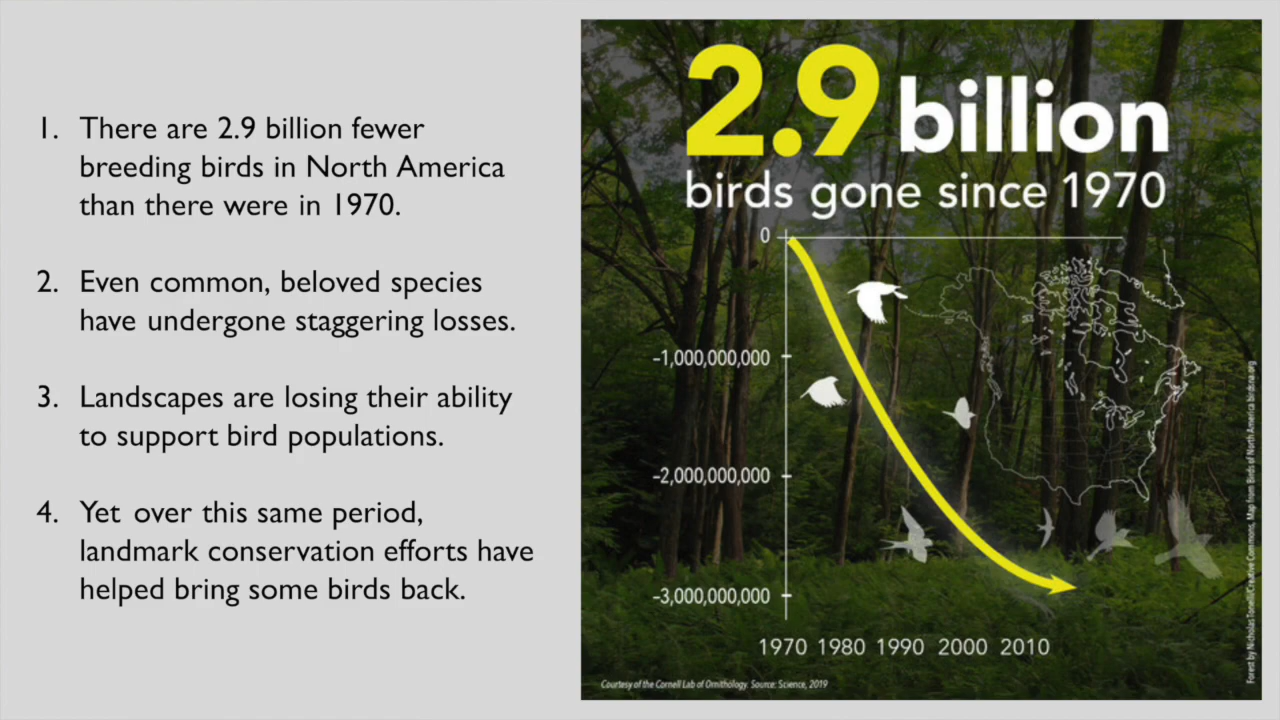 1. There are 2.9 billion fewer
breeding birds in North America
than there were in 1970.
2. Even common, beloved species
have undergone staggering losses.
3. Landscapes are losing their ability
to support bird populations.
4. Yet over this same period,
landmark conservation efforts have
helped bring some birds back.
2.9 billion
birds gone since 1970
0
-1,000,000,000
-2,000,000,000
-3,000,000,000
1970 1980 1990 2000 2010
Courtesy of the Cornell Lab of Ornithology. Source: Science, 2019
Forest by Nicholas Tonelli/Creative Commons, Map from Birds of North America birdsna.org